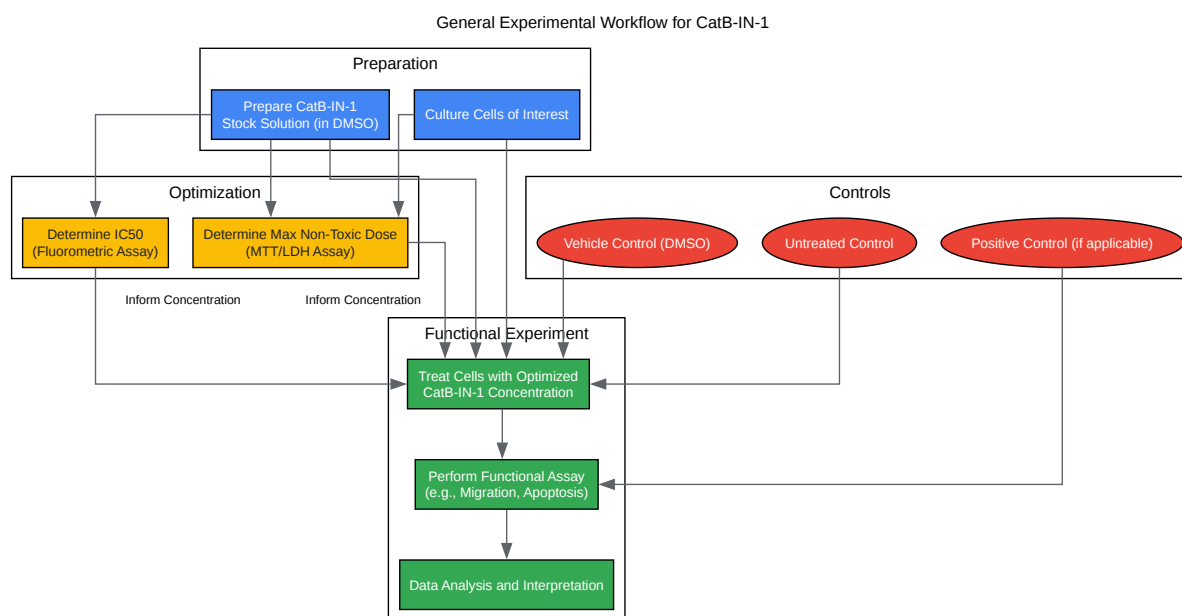 General Experimental Workflow for CatB-IN-1
Preparation
Prepare CatB-IN-1
Stock Solution (in DMSO)
Culture Cells of Interest
Optimization
Determine IC50
(Fluorometric Assay)
Determine Max Non-Toxic Dose
(MTT/LDH Assay)
Controls
Vehicle Control (DMSO)
Untreated Control
Positive Control (if applicable)
Inform Concentration
Inform Concentration
Functional Experiment
Treat Cells with Optimized
CatB-IN-1 Concentration
Perform Functional Assay
(e.g., Migration, Apoptosis)
Data Analysis and Interpretation